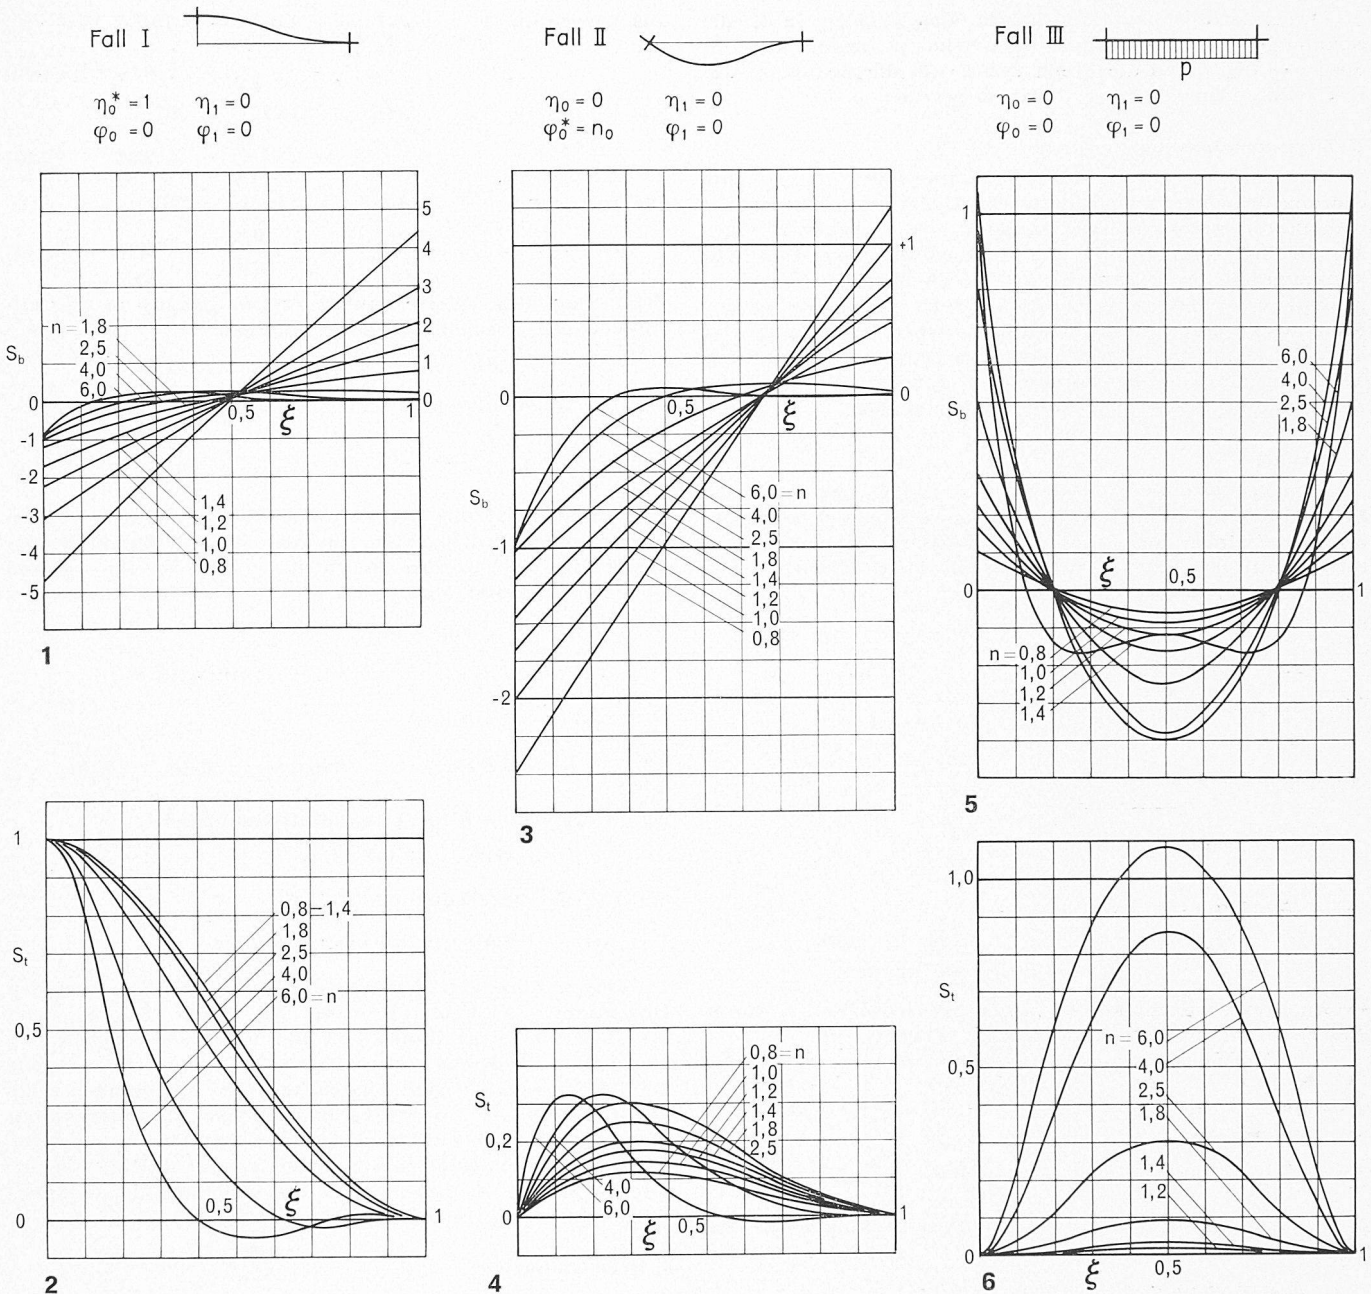 Fall I
η₀* = 1 η₁ = 0
φ₀ = 0 φ₁ = 0
Fall II
η₀ = 0 η₁ = 0
φ₀* = n₀ φ₁ = 0
Fall III
p
η₀ = 0 η₁ = 0
φ₀ = 0 φ₁ = 0
S_b
n = 1,8
2,5
4,0
6,0
0
-1
-2
-3
-4
-5
5
4
3
2
1
0
0,5
ξ
1
1,4
1,2
1,0
0,8
1
1
S_t
0,5
0
0,8–1,4
1,8
2,5
4,0
6,0=n
0,5
ξ
1
2
S_b
0
-1
-2
+1
0
0,5
ξ
6,0=n
4,0
2,5
1,8
1,4
1,2
1,0
0,8
3
S_t
0,2
0
0,8=n
1,0
1,2
1,4
1,8
2,5
4,0
6,0
ξ
0,5
1
4
1
S_b
0
6,0
4,0
2,5
1,8
ξ
0,5
1
n=0,8
1,0
1,2
1,4
5
1,0
S_t
0,5
0
n = 6,0
4,0
2,5
1,8
1,4
1,2
ξ
0,5
1
6